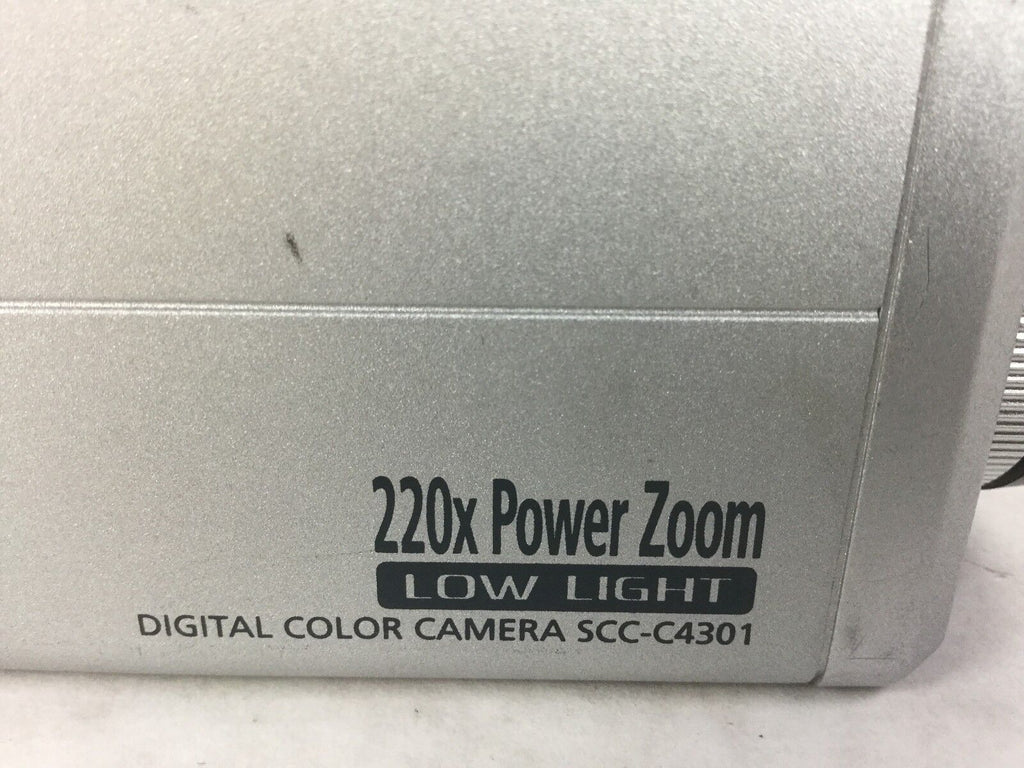 220x Power Zoom
LOW LIGHT
DIGITAL COLOR CAMERA SCC-C4301